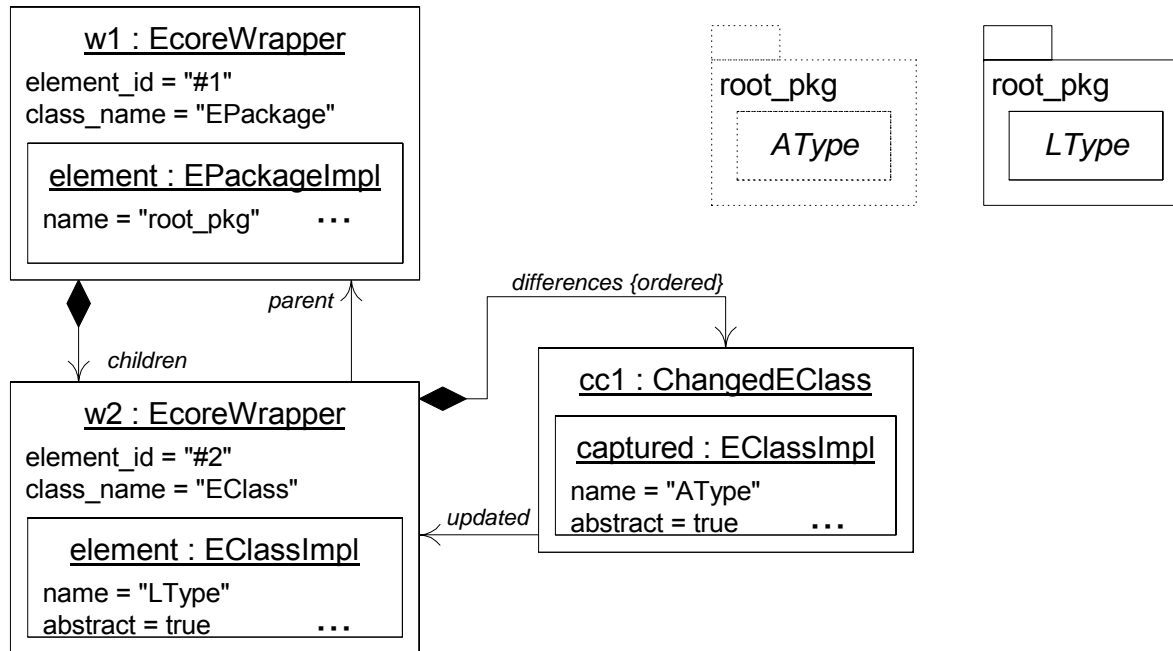 w1 : EcoreWrapper
element_id = "#1"
class_name = "EPackage"
element : EPackageImpl
name = "root_pkg" ...
root_pkg
AType
root_pkg
LType
parent
children
differences {ordered}
w2 : EcoreWrapper
element_id = "#2"
class_name = "EClass"
element : EClassImpl
name = "LType"
abstract = true ...
updated
cc1 : ChangedEClass
captured : EClassImpl
name = "AType"
abstract = true ...